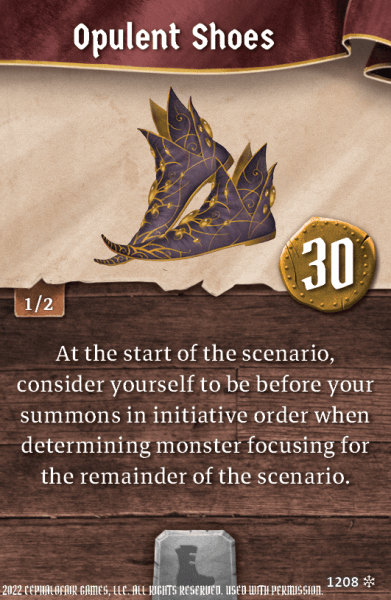 Opulent Shoes
30
1/2
At the start of the scenario,
consider yourself to be before your
summons in initiative order when
determining monster focusing for
the remainder of the scenario.
1208
2022 CEPHALOFAIR GAMES, LLC. ALL RIGHTS RESERVED. USED WITH PERMISSION.